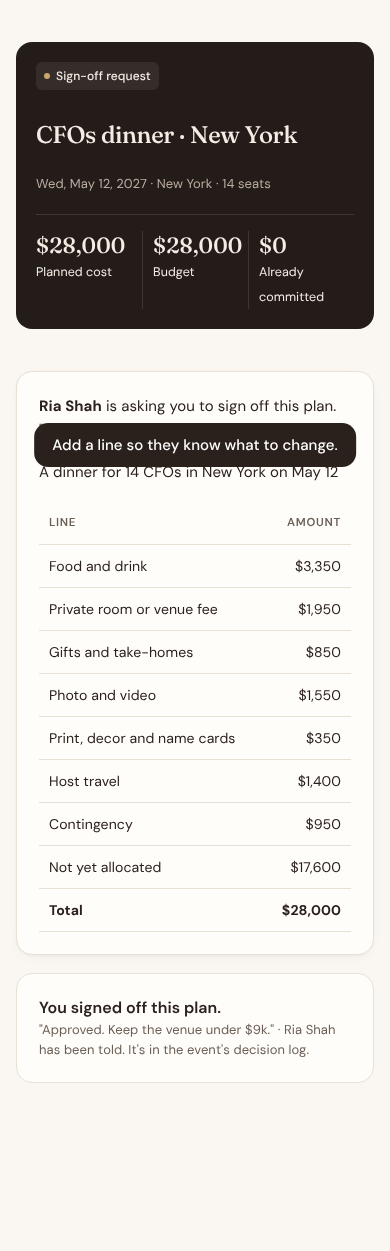 Sign-off request
CFOs dinner · New York
Wed, May 12, 2027 · New York · 14 seats
$28,000 $28,000 $0
Planned cost Budget Already
committed
Ria Shah is asking you to sign off this plan.
Add a line so they know what to change.
A dinner for 14 CFOs in New York on May 12
LINE AMOUNT
Food and drink $3,350
Private room or venue fee $1,950
Gifts and take-homes $850
Photo and video $1,550
Print, decor and name cards $350
Host travel $1,400
Contingency $950
Not yet allocated $17,600
Total $28,000
You signed off this plan.
"Approved. Keep the venue under $9k." · Ria Shah
has been told. It's in the event's decision log.